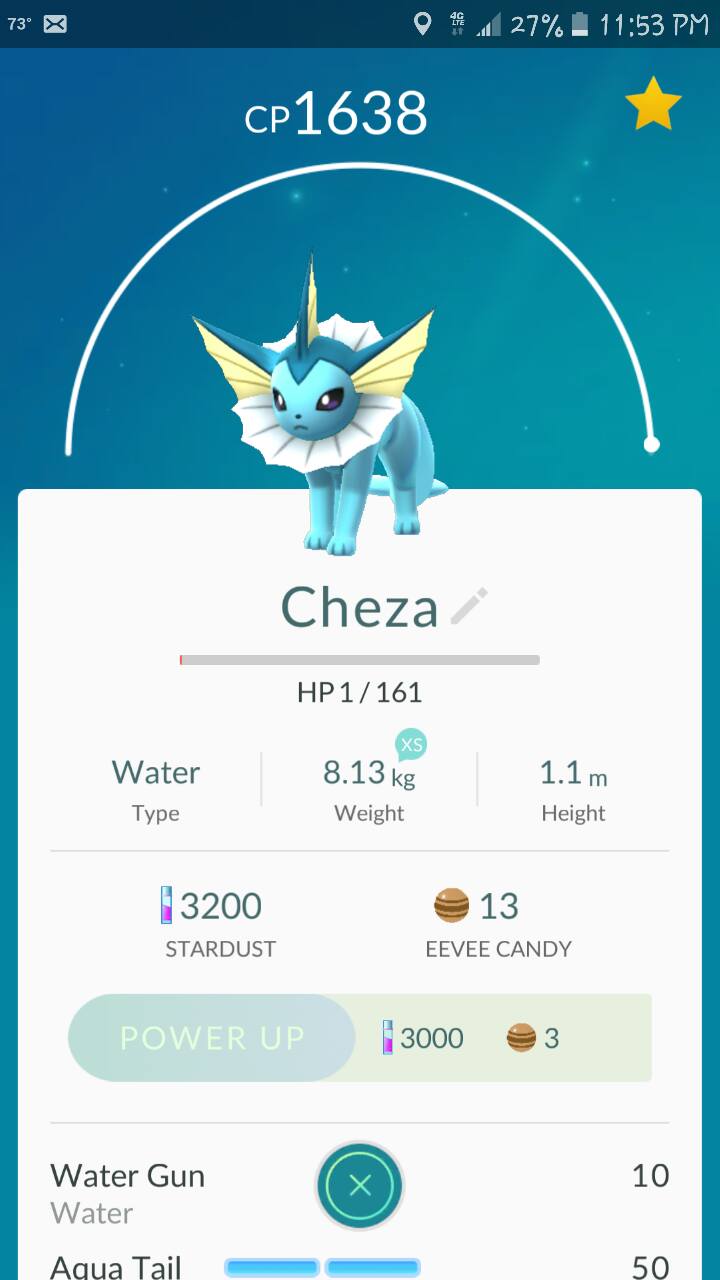 73° 4G LTE 27% 11:53 PM
CP1638
Cheza
HP 1 / 161
XS
Water 8.13 kg 1.1 m
Type Weight Height
3200 13
STARDUST EEVEE CANDY
POWER UP 3000 3
Water Gun 10
Water
Aqua Tail 50